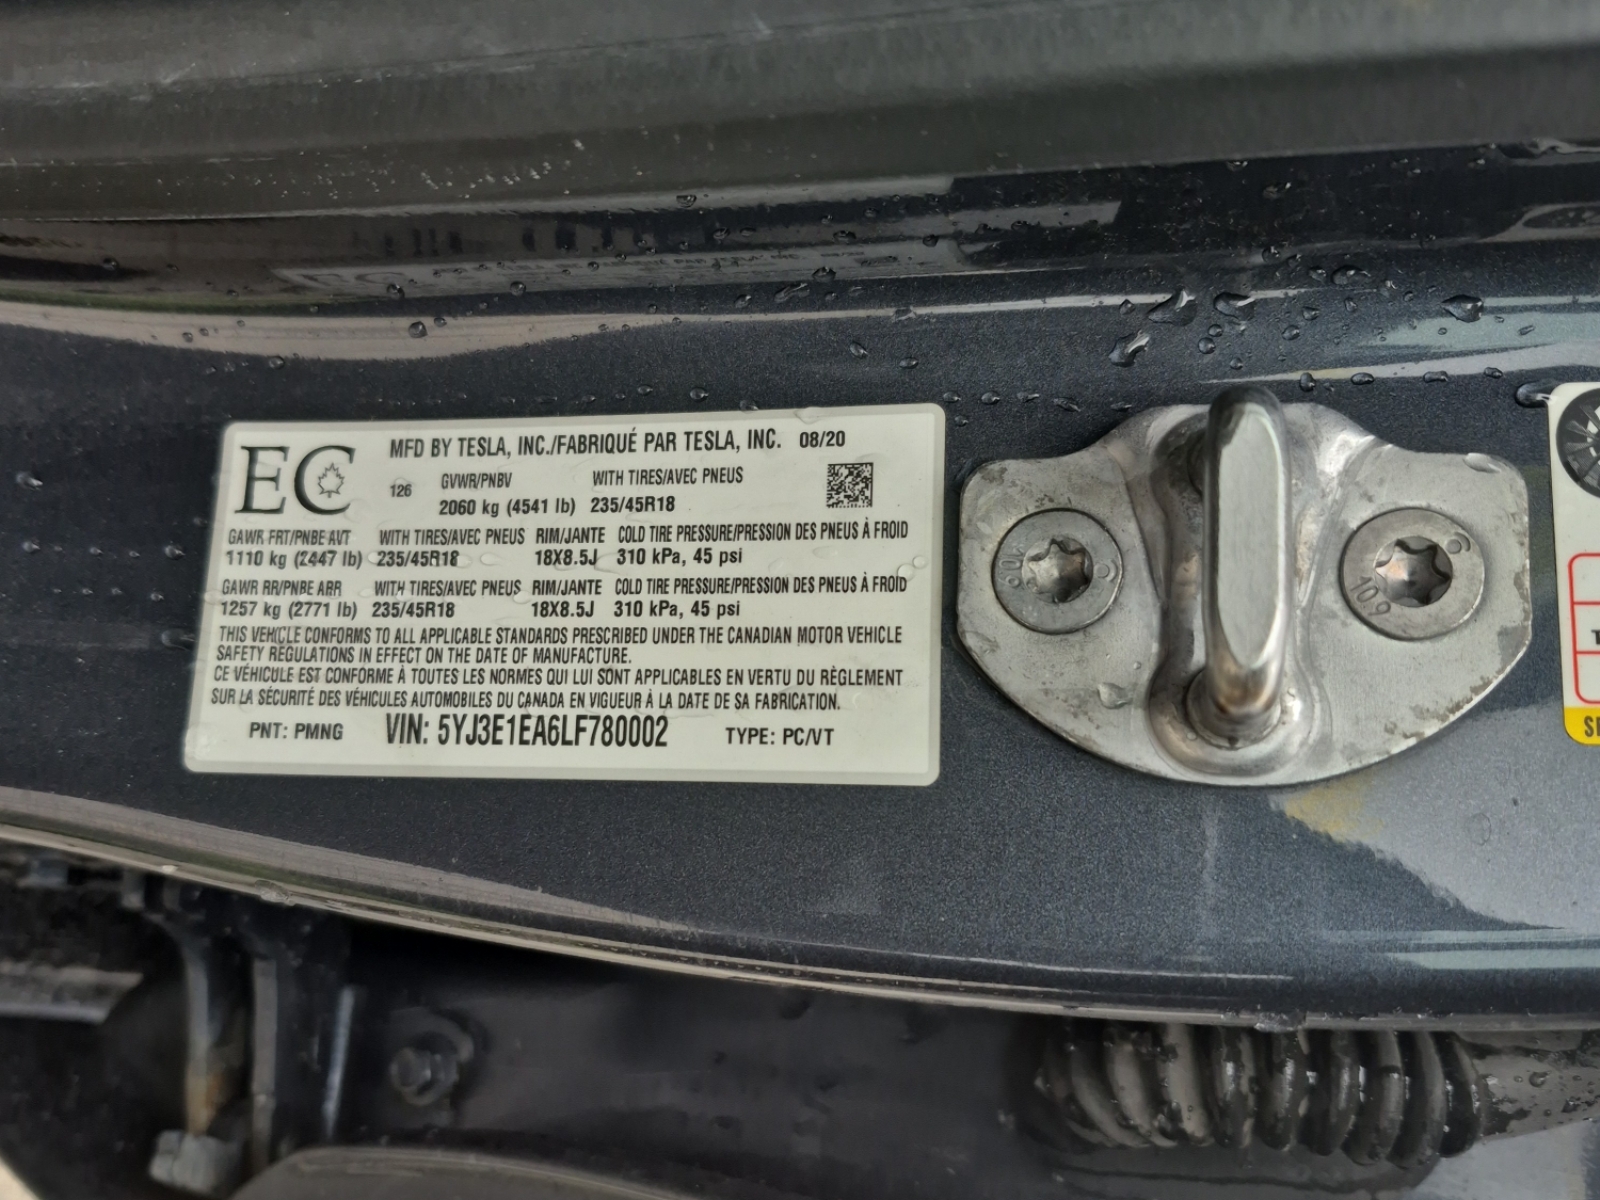 EC
MFD BY TESLA, INC./FABRIQUÉ PAR TESLA, INC. 08/20
126
GVWR/PNBV WITH TIRES/AVEC PNEUS
2060 kg (4541 lb) 235/45R18
GAWR FRT/PNBE AVT WITH TIRES/AVEC PNEUS RIM/JANTE COLD TIRE PRESSURE/PRESSION DES PNEUS À FROID
1110 kg (2447 lb) 235/45R18 18X8.5J 310 kPa, 45 psi
GAWR RR/PNBE ARR WITH TIRES/AVEC PNEUS RIM/JANTE COLD TIRE PRESSURE/PRESSION DES PNEUS À FROID
1257 kg (2771 lb) 235/45R18 18X8.5J 310 kPa, 45 psi
THIS VEHICLE CONFORMS TO ALL APPLICABLE STANDARDS PRESCRIBED UNDER THE CANADIAN MOTOR VEHICLE
SAFETY REGULATIONS IN EFFECT ON THE DATE OF MANUFACTURE.
CE VÉHICULE EST CONFORME À TOUTES LES NORMES QUI LUI SONT APPLICABLES EN VERTU DU RÈGLEMENT
SUR LA SÉCURITÉ DES VÉHICULES AUTOMOBILES DU CANADA EN VIGUEUR À LA DATE DE SA FABRICATION.
PNT: PMNG VIN: 5YJ3E1EA6LF780002 TYPE: PC/VT
10.9